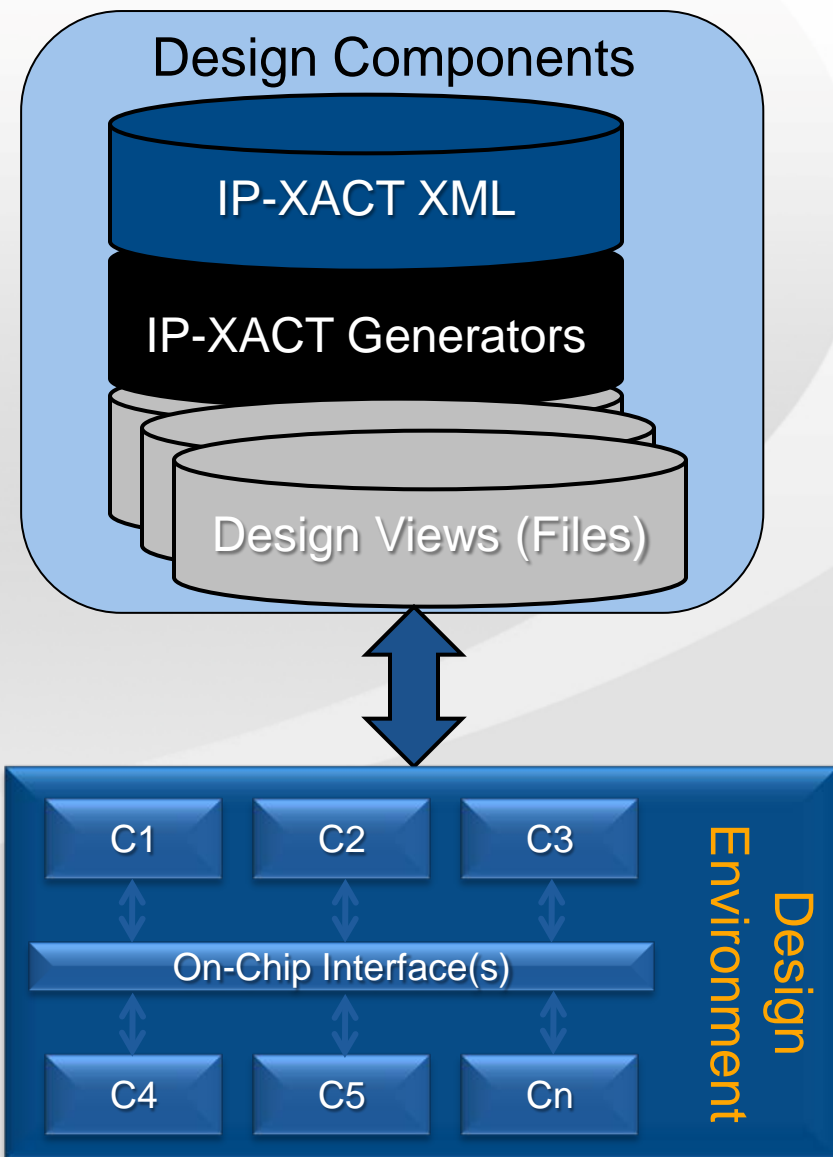 Design Components
IP-XACT XML
IP-XACT Generators
Design Views (Files)
C1
C2
C3
On-Chip Interface(s)
C4
C5
Cn
Design
Environment